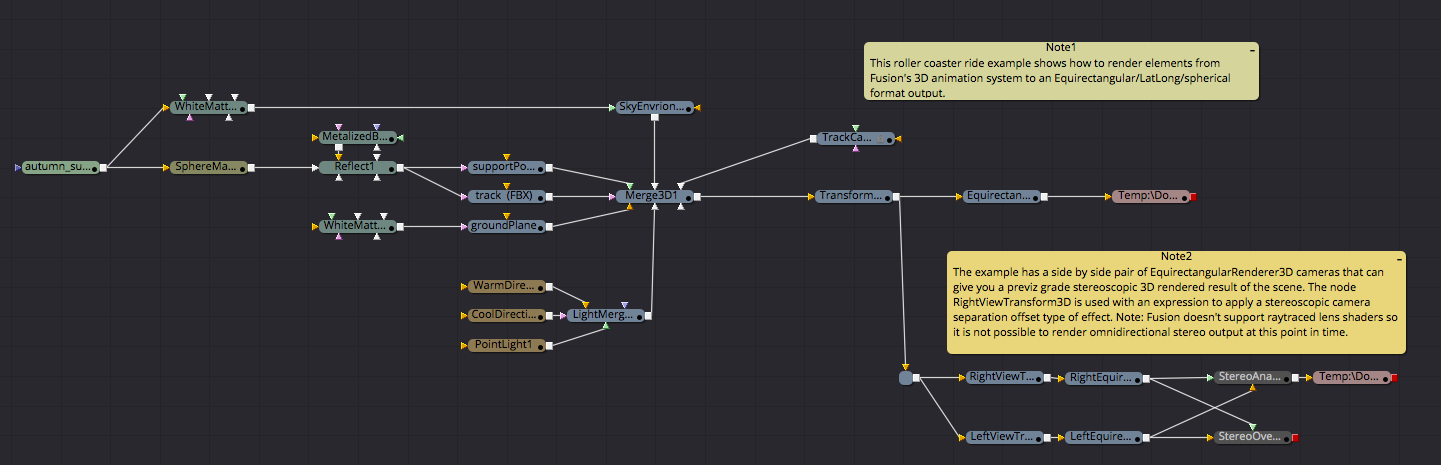 Note1
This roller coaster ride example shows how to render elements from
Fusion's 3D animation system to an Equirectangular/LatLong/spherical
format output.
WhiteMatt...
SkyEnvrion...
MetalizedB...
TrackCa...
autumn_su...
SphereMa...
Reflect1
supportPo...
track (FBX)
Merge3D1
Transform...
Equirectan...
Temp:\Do...
WhiteMatt...
groundPlane
Note2
The example has a side by side pair of EquirectangularRenderer3D cameras that can
give you a previz grade stereoscopic 3D rendered result of the scene. The node
RightViewTransform3D is used with an expression to apply a stereoscopic camera
separation offset type of effect. Note: Fusion doesn't support raytraced lens shaders so
it is not possible to render omnidirectional stereo output at this point in time.
WarmDire...
CoolDirecti...
LightMerg...
PointLight1
RightViewT...
RightEquir...
StereoAna...
Temp:\Do...
LeftViewTr...
LeftEquire...
StereoOve...